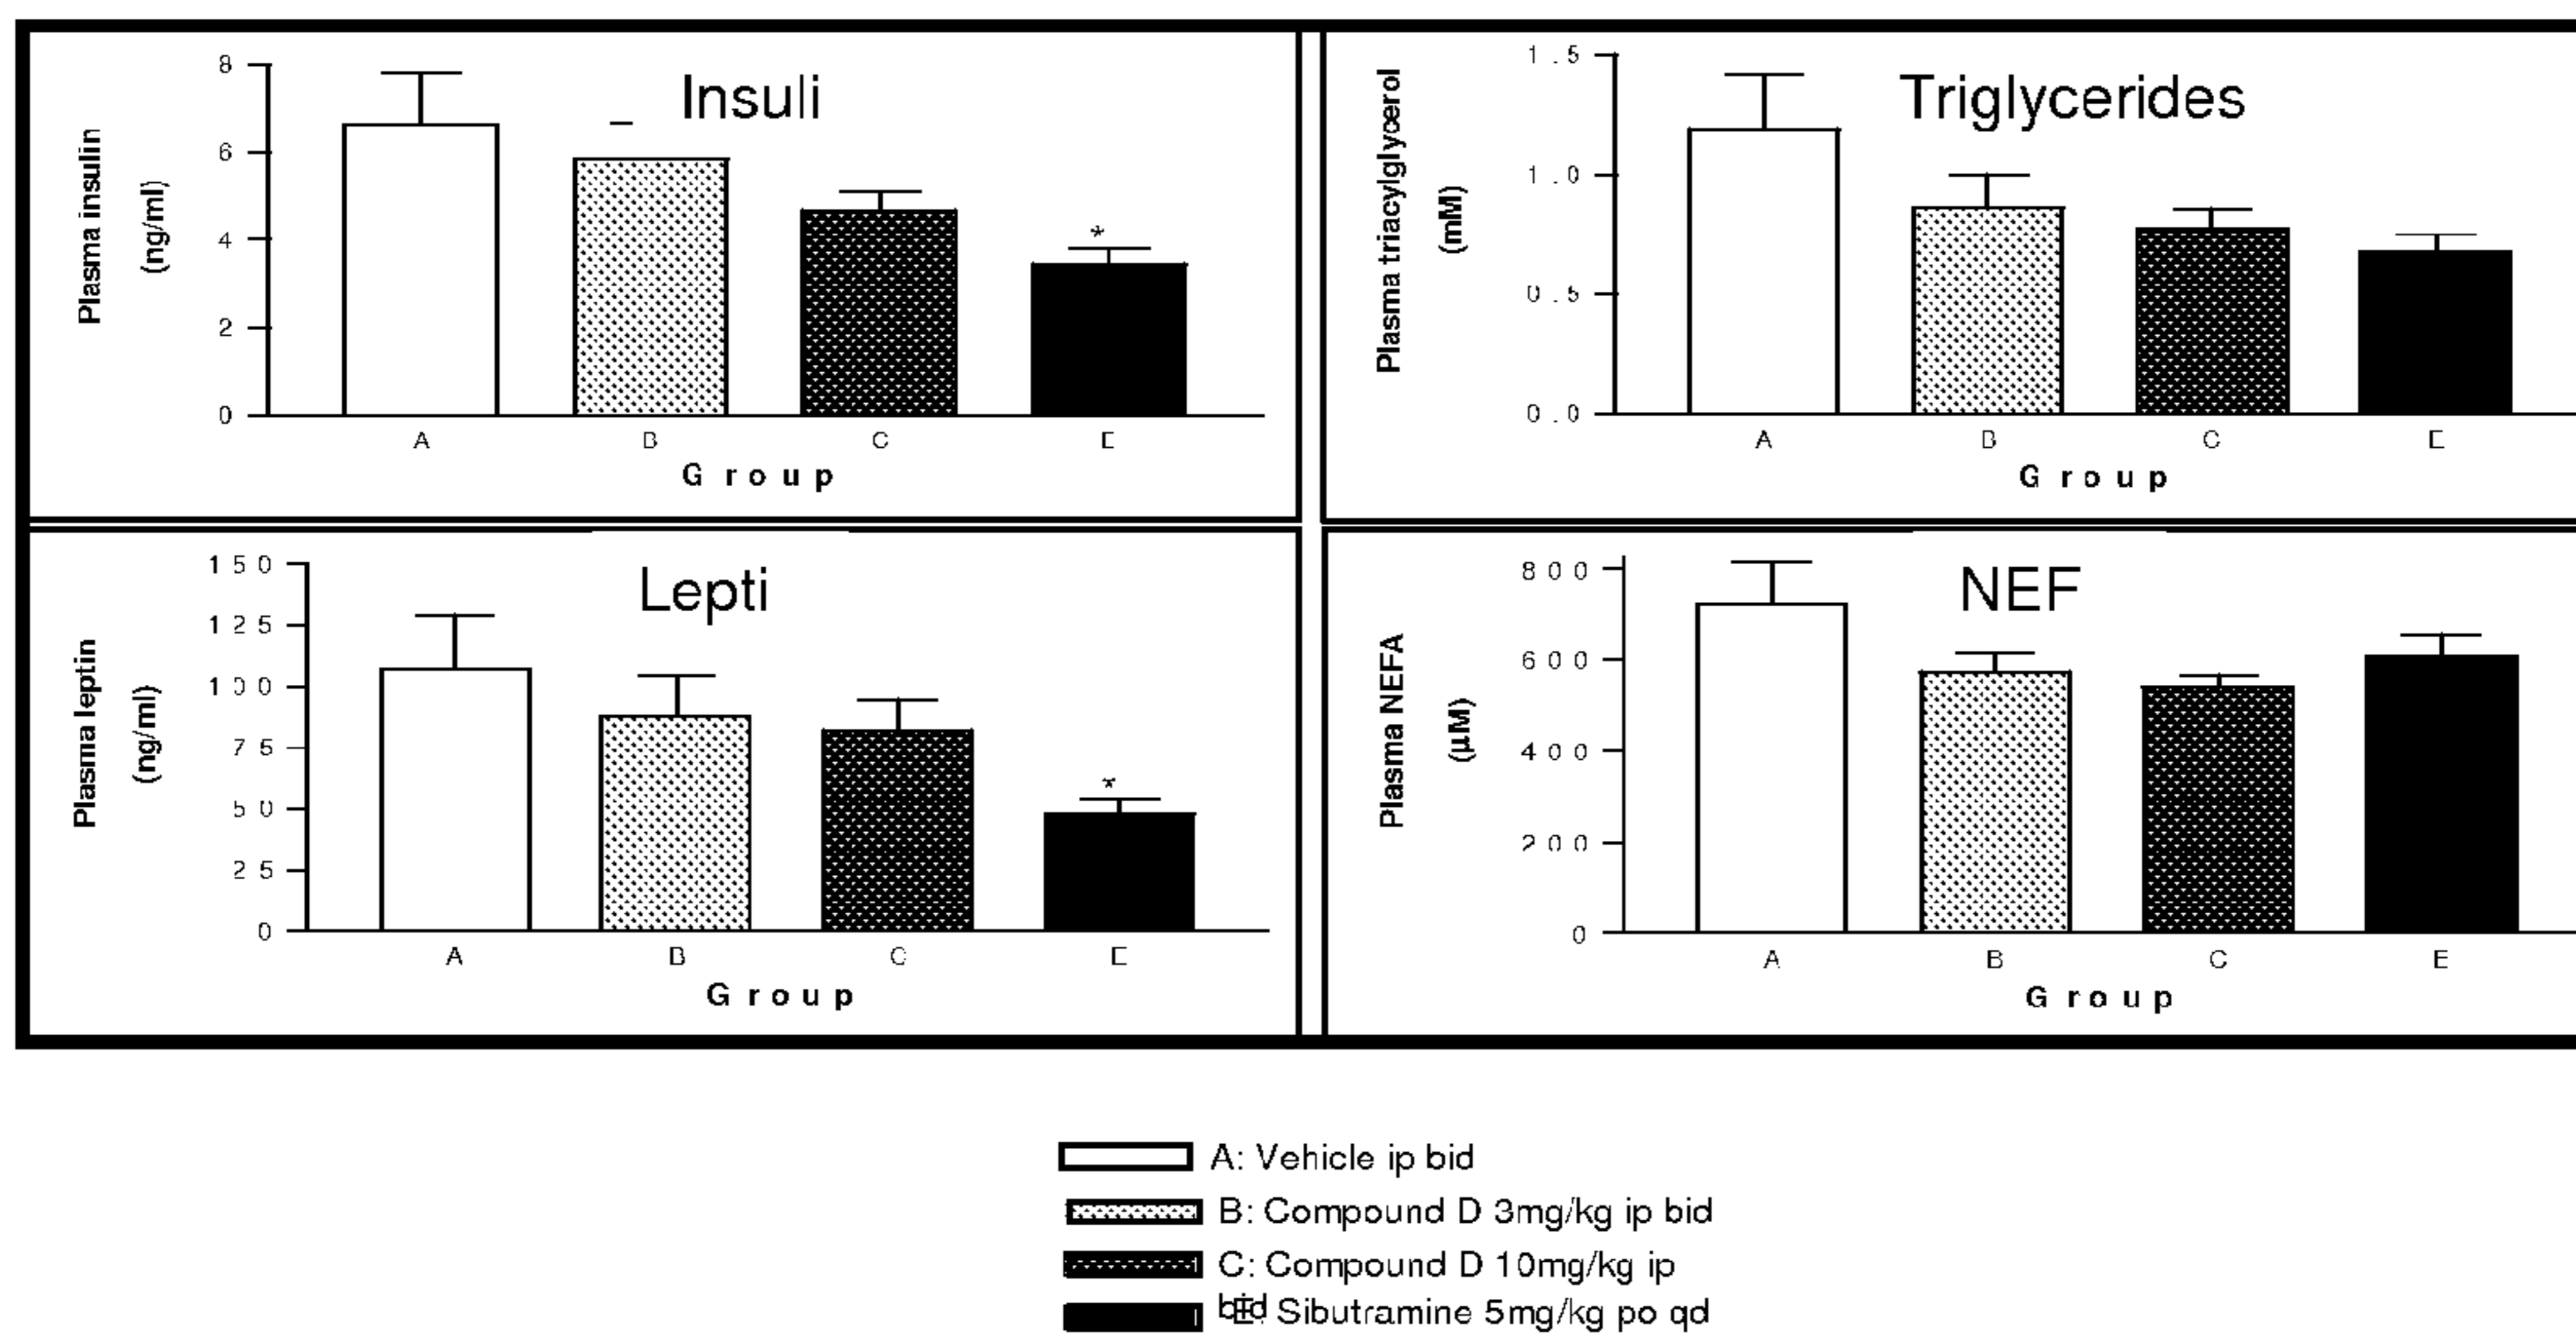 Insuli
Plasma insulin
(ng/ml)
8
6
4
2
0
*
A B C E
Group
Triglycerides
Plasma triacylglycerol
(mM)
1.5
1.0
0.5
0.0
A B C E
Group
Lepti
Plasma leptin
(ng/ml)
150
125
100
75
50
25
0
*
A B C E
Group
NEF
Plasma NEFA
(µM)
800
600
400
200
0
A B C E
Group
A: Vehicle ip bid
B: Compound D 3mg/kg ip bid
C: Compound D 10mg/kg ip
bid
E: Sibutramine 5mg/kg po qd